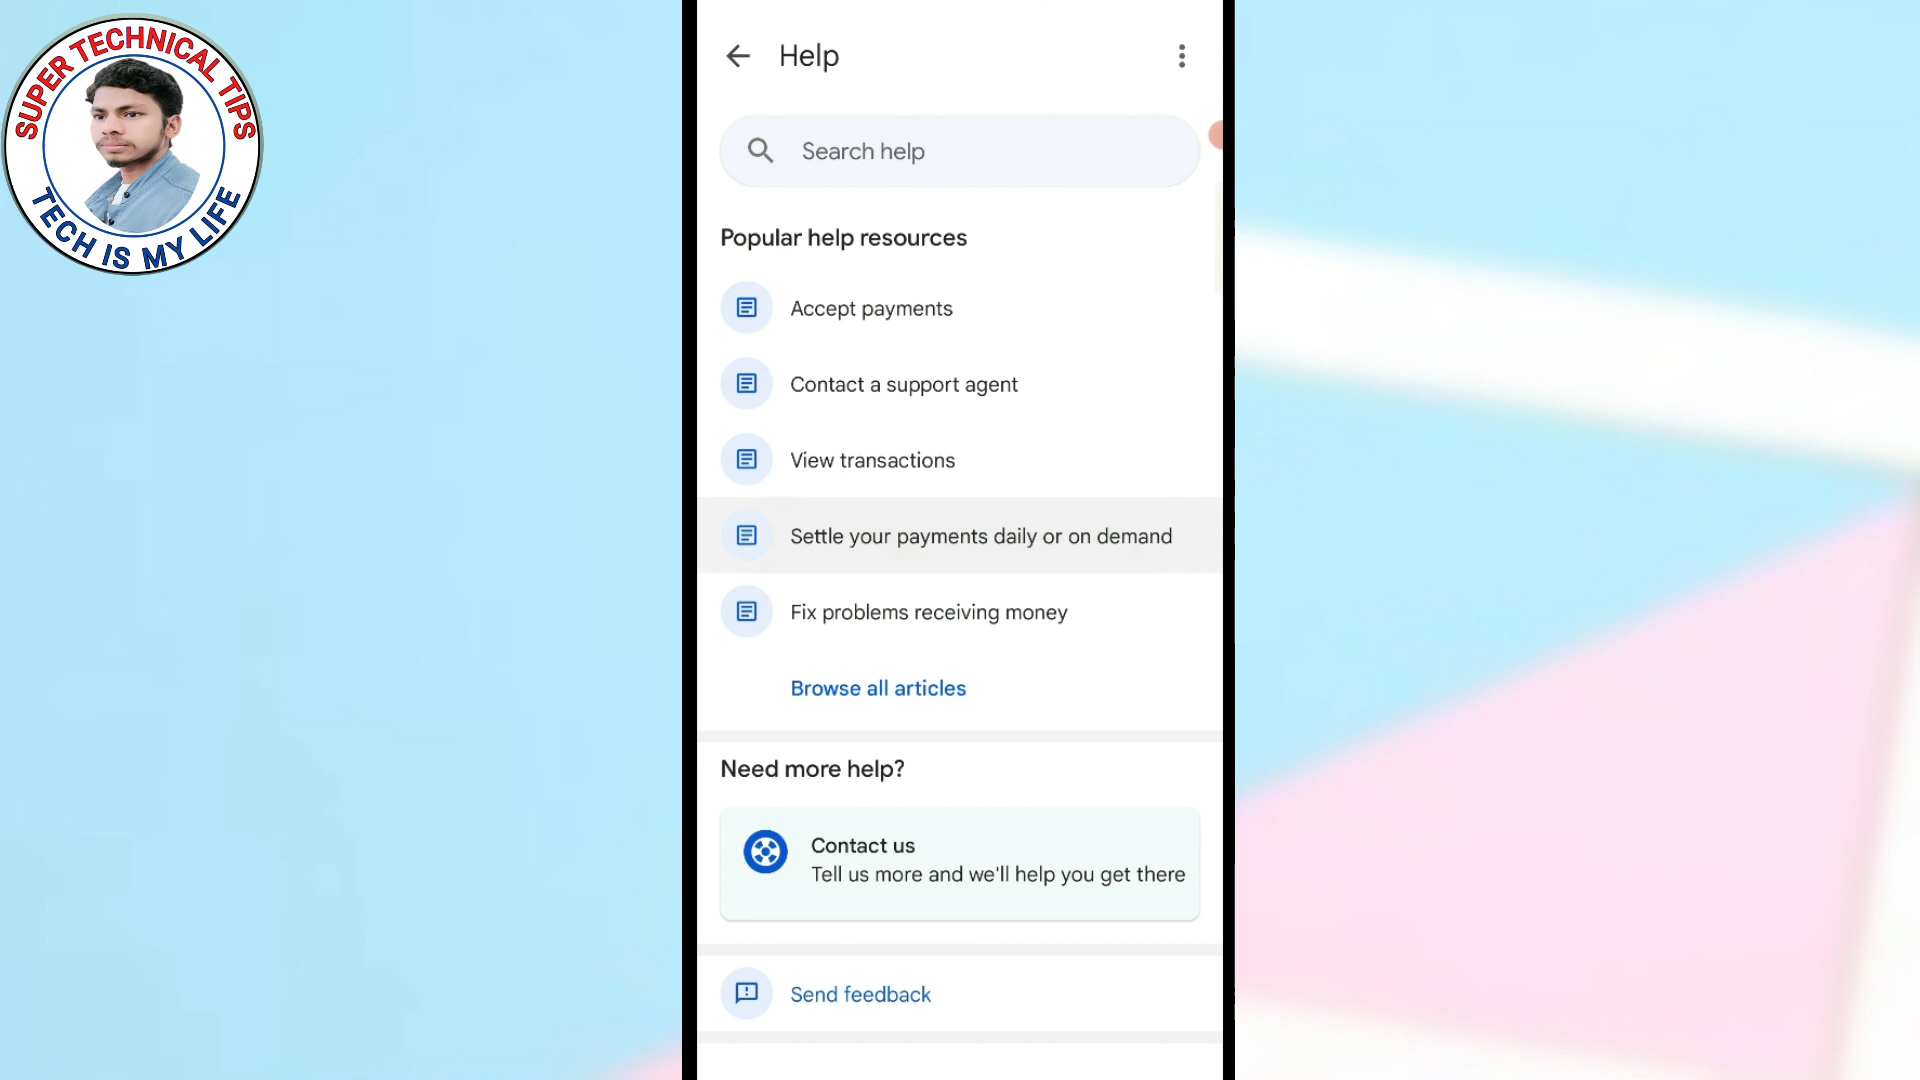 SUPER TECHNICAL TIPS
TECH IS MY LIFE
Help
Search help
Popular help resources
Accept payments
Contact a support agent
View transactions
Settle your payments daily or on demand
Fix problems receiving money
Browse all articles
Need more help?
Contact us
Tell us more and we'll help you get there
Send feedback